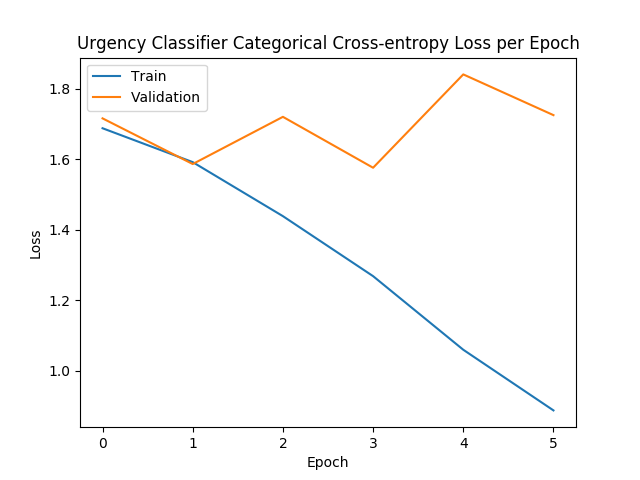 Urgency Classifier Categorical Cross-entropy Loss per Epoch
Train
Validation
1.8
1.6
1.4
1.2
1.0
Loss
0 1 2 3 4 5
Epoch